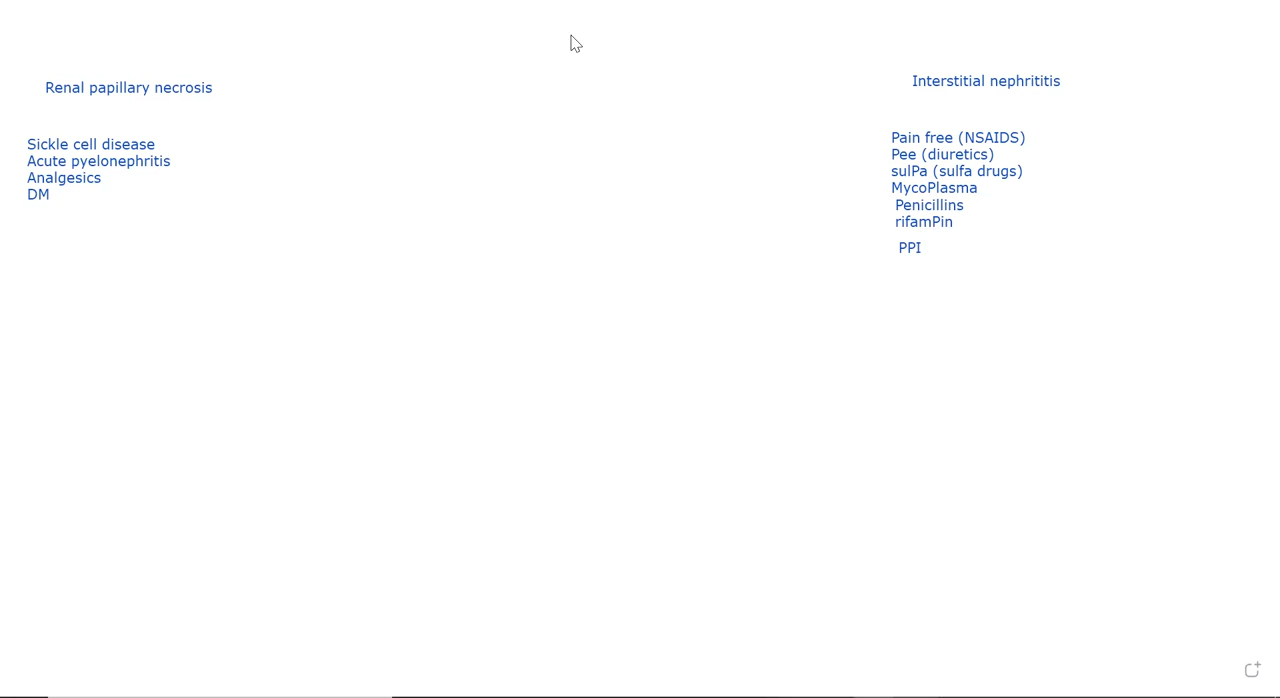 Renal papillary necrosis
Sickle cell disease
Acute pyelonephritis
Analgesics
DM
Interstitial nephrititis
Pain free (NSAIDS)
Pee (diuretics)
sulPa (sulfa drugs)
MycoPlasma
Penicillins
rifamPin
PPI